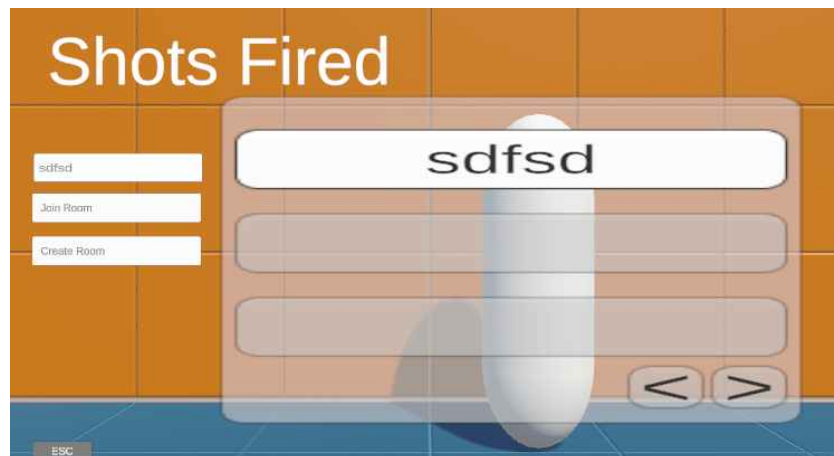 Shots Fired
sdfsd
Join Room
Create Room
sdfsd
< >
ESC